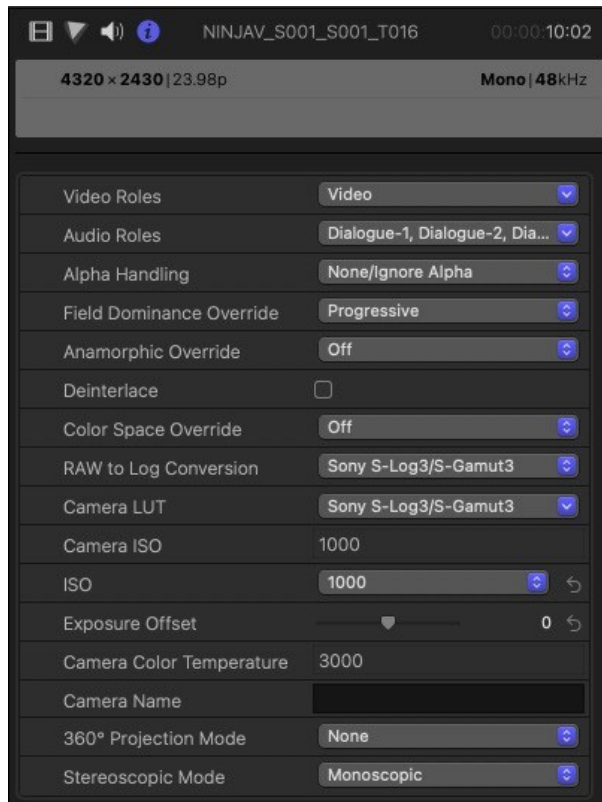 NINJAV_S001_S001_T016 00:00:10:02
4320 × 2430 | 23.98p Mono | 48kHz
Video Roles Video
Audio Roles Dialogue-1, Dialogue-2, Dia...
Alpha Handling None/Ignore Alpha
Field Dominance Override Progressive
Anamorphic Override Off
Deinterlace
Color Space Override Off
RAW to Log Conversion Sony S-Log3/S-Gamut3
Camera LUT Sony S-Log3/S-Gamut3
Camera ISO 1000
ISO 1000
Exposure Offset 0
Camera Color Temperature 3000
Camera Name
360° Projection Mode None
Stereoscopic Mode Monoscopic